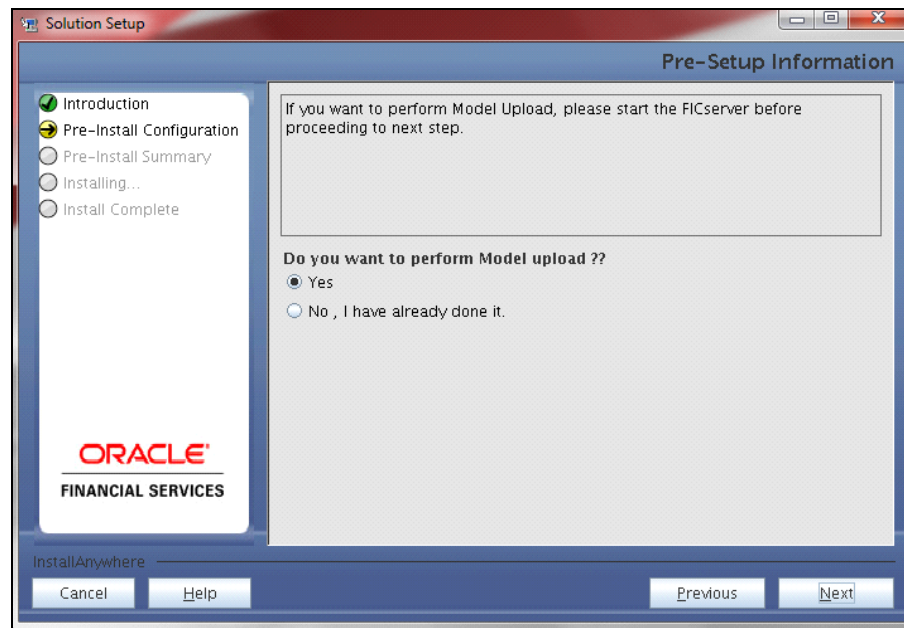 Solution Setup
Pre-Setup Information
Introduction
Pre-Install Configuration
Pre-Install Summary
Installing...
Install Complete
If you want to perform Model Upload, please start the FICserver before
proceeding to next step.
Do you want to perform Model upload ??
Yes
No , I have already done it.
ORACLE
FINANCIAL SERVICES
InstallAnywhere
Cancel
Help
Previous
Next